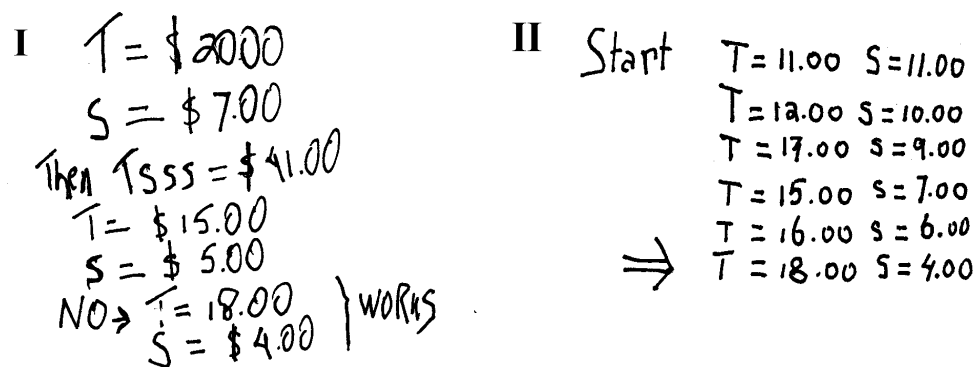 I
T = $2000
S = $7.00
Then TSSS = $41.00
T = $15.00
S = $ 5.00
NO → T = 18.00
S = $4.00 } WORKS
II
Start T = 11.00 S = 11.00
T = 12.00 S = 10.00
T = 17.00 S = 9.00
T = 15.00 S = 7.00
T = 16.00 S = 6.00
⇒ T = 18.00 S = 4.00